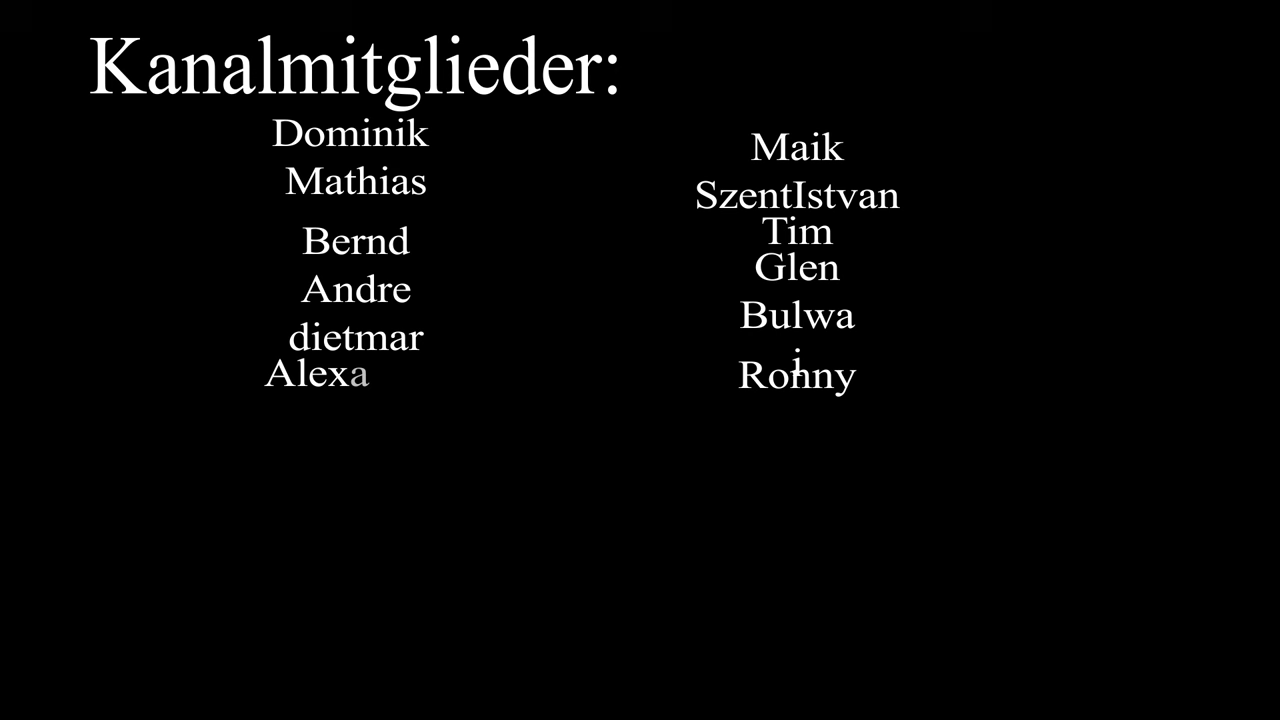 Kanalmitglieder:
Dominik
Mathias
Bernd
Andre
dietmar
Alexa
Maik
SzentIstvan
Tim
Glen
Bulwa
i
Ronny